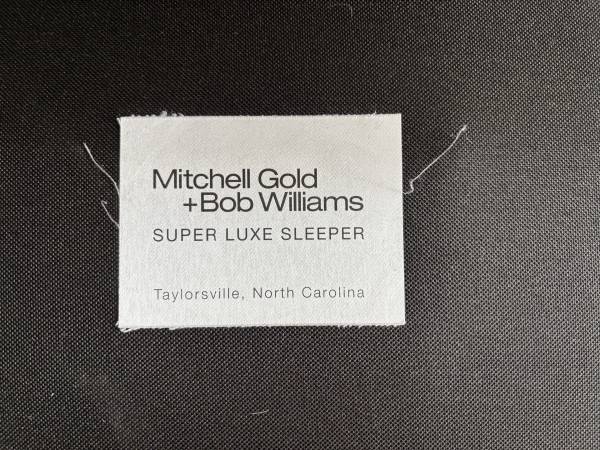 Mitchell Gold
+Bob Williams
SUPER LUXE SLEEPER
Taylorsville, North Carolina